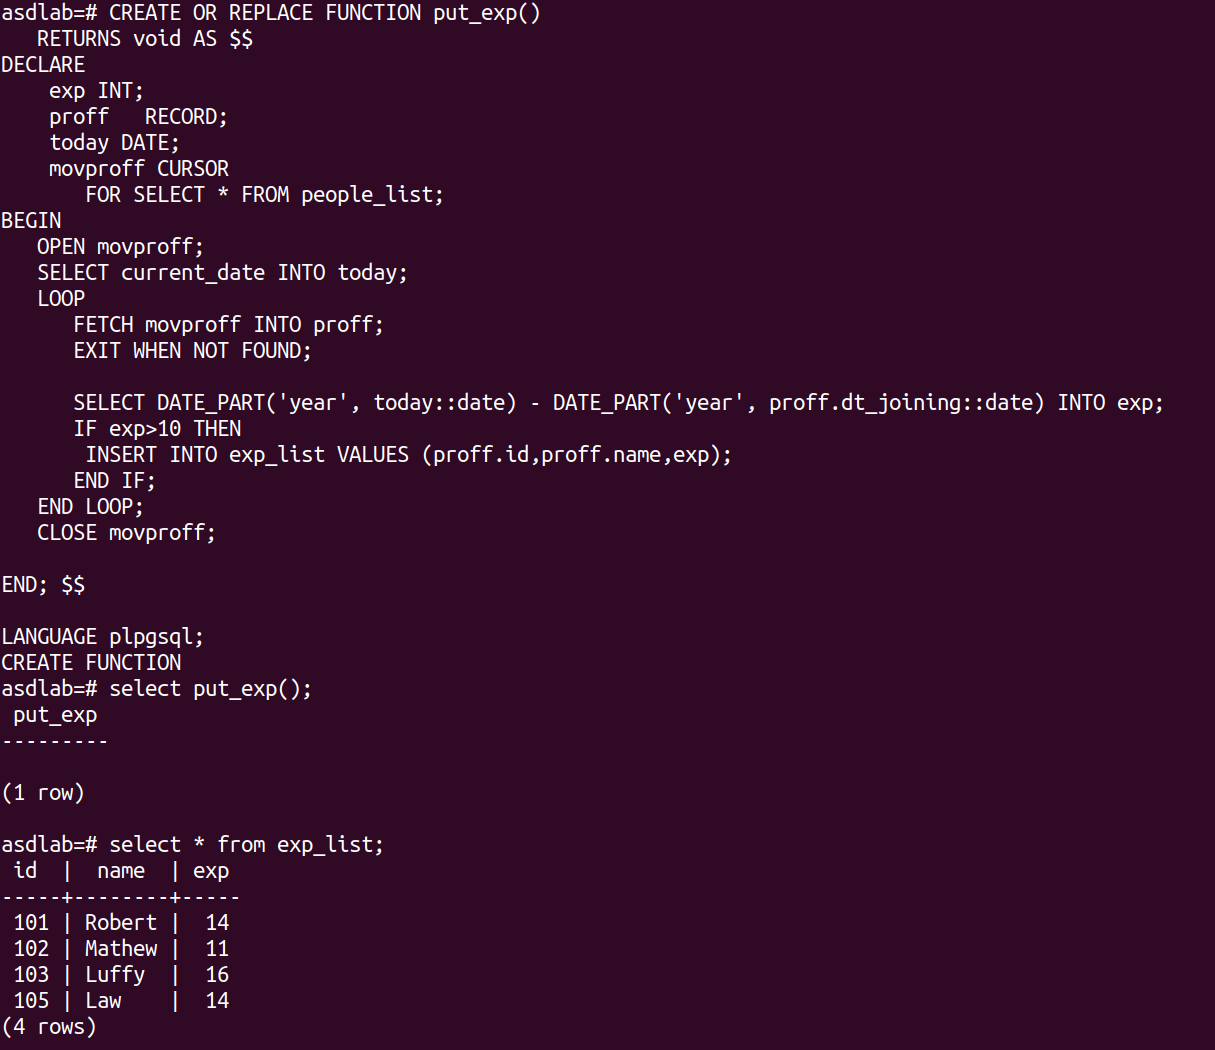 asdlab=# CREATE OR REPLACE FUNCTION put_exp()
   RETURNS void AS $$
DECLARE
    exp INT;
    proff   RECORD;
    today DATE;
    movproff CURSOR
       FOR SELECT * FROM people_list;
BEGIN
   OPEN movproff;
   SELECT current_date INTO today;
   LOOP
      FETCH movproff INTO proff;
      EXIT WHEN NOT FOUND;

      SELECT DATE_PART('year', today::date) - DATE_PART('year', proff.dt_joining::date) INTO exp;
      IF exp>10 THEN
       INSERT INTO exp_list VALUES (proff.id,proff.name,exp);
      END IF;
   END LOOP;
   CLOSE movproff;

END; $$

LANGUAGE plpgsql;
CREATE FUNCTION
asdlab=# select put_exp();
 put_exp
---------

(1 row)

asdlab=# select * from exp_list;
 id  |  name  | exp
-----+--------+-----
 101 | Robert |  14
 102 | Mathew |  11
 103 | Luffy  |  16
 105 | Law    |  14
(4 rows)